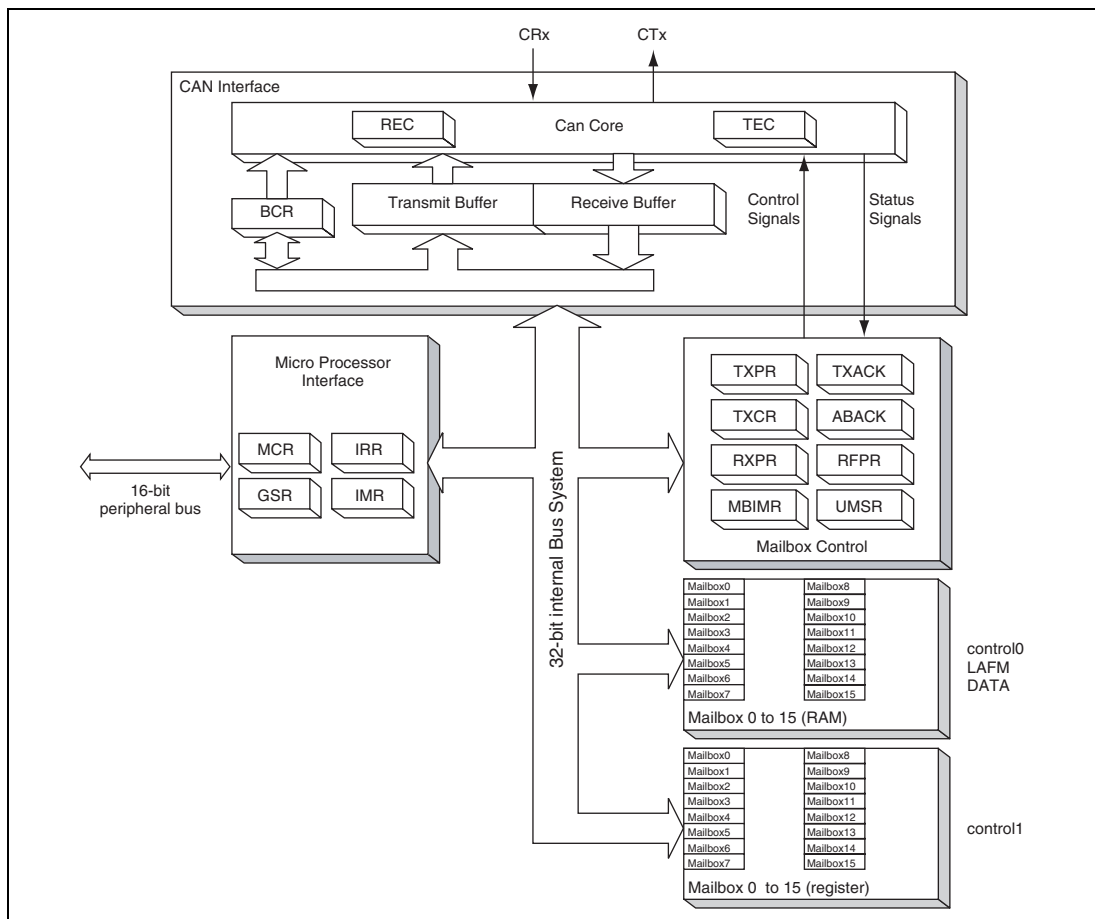 CRx
CTx
CAN Interface
REC
Can Core
TEC
BCR
Transmit Buffer
Receive Buffer
Control
Signals
Status
Signals
Micro Processor
Interface
MCR
IRR
GSR
IMR
16-bit
peripheral bus
32-bit internal Bus System
TXPR
TXACK
TXCR
ABACK
RXPR
RFPR
MBIMR
UMSR
Mailbox Control
Mailbox0
Mailbox1
Mailbox2
Mailbox3
Mailbox4
Mailbox5
Mailbox6
Mailbox7
Mailbox8
Mailbox9
Mailbox10
Mailbox11
Mailbox12
Mailbox13
Mailbox14
Mailbox15
Mailbox 0 to 15 (RAM)
control0
LAFM
DATA
Mailbox0
Mailbox1
Mailbox2
Mailbox3
Mailbox4
Mailbox5
Mailbox6
Mailbox7
Mailbox8
Mailbox9
Mailbox10
Mailbox11
Mailbox12
Mailbox13
Mailbox14
Mailbox15
Mailbox 0 to 15 (register)
control1